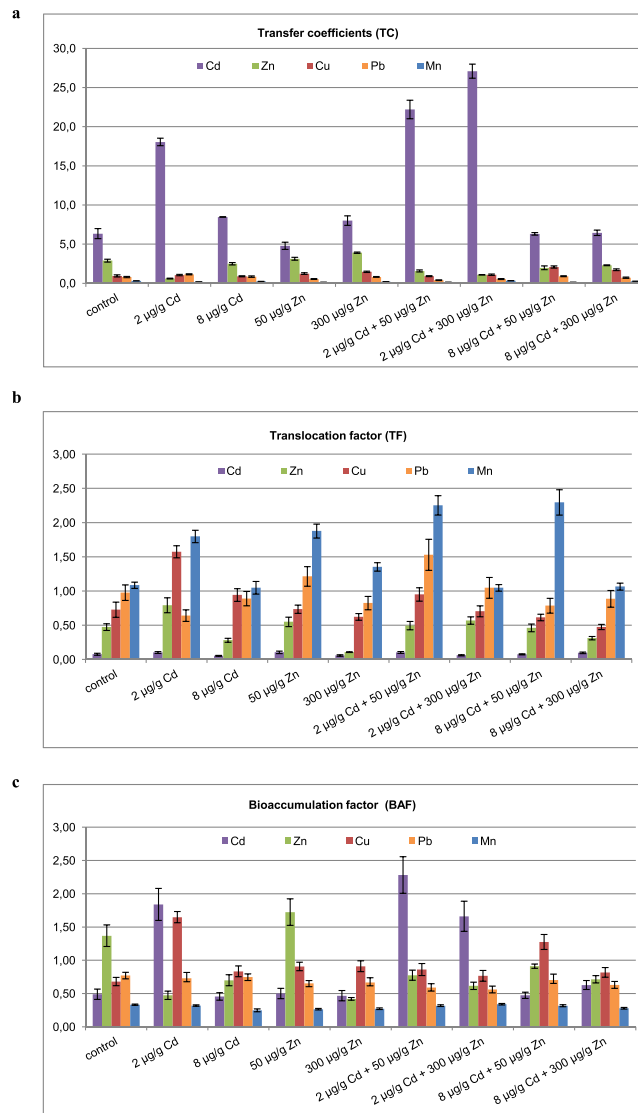 a
Transfer coefficients (TC)
30,0
25,0
20,0
15,0
10,0
5,0
0,0
Cd Zn Cu Pb Mn
control
2 µg/g Cd
8 µg/g Cd
50 µg/g Zn
300 µg/g Zn
2 µg/g Cd + 50 µg/g Zn
2 µg/g Cd + 300 µg/g Zn
8 µg/g Cd + 50 µg/g Zn
8 µg/g Cd + 300 µg/g Zn
b
Translocation factor (TF)
3,00
2,50
2,00
1,50
1,00
0,50
0,00
Cd Zn Cu Pb Mn
control
2 µg/g Cd
8 µg/g Cd
50 µg/g Zn
300 µg/g Zn
2 µg/g Cd + 50 µg/g Zn
2 µg/g Cd + 300 µg/g Zn
8 µg/g Cd + 50 µg/g Zn
8 µg/g Cd + 300 µg/g Zn
c
Bioaccumulation factor (BAF)
3,00
2,50
2,00
1,50
1,00
0,50
0,00
Cd Zn Cu Pb Mn
control
2 µg/g Cd
8 µg/g Cd
50 µg/g Zn
300 µg/g Zn
2 µg/g Cd + 50 µg/g Zn
2 µg/g Cd + 300 µg/g Zn
8 µg/g Cd + 50 µg/g Zn
8 µg/g Cd + 300 µg/g Zn